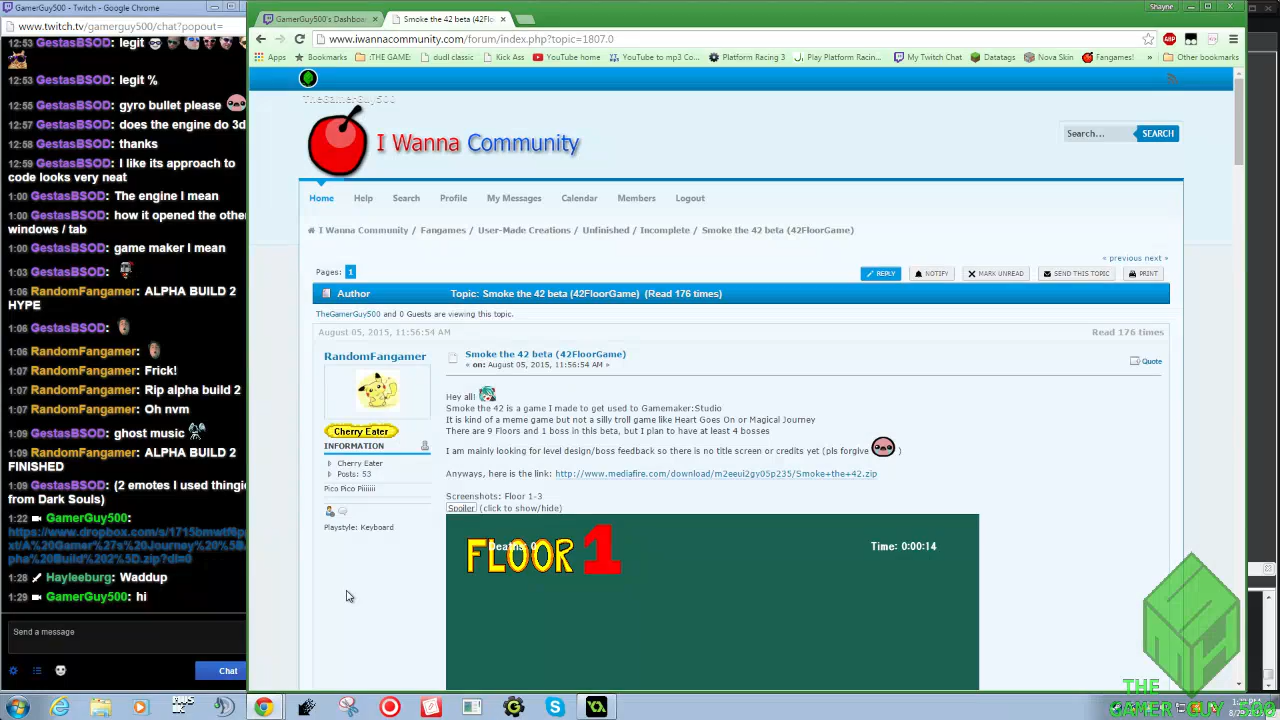 GamerGuy500 - Twitch - Google Chrome
www.twitch.tv/gamerguy500/chat?popout=
12:53 GestasBSOD: legit
12:53 GestasBSOD: legit %
12:55 GestasBSOD: gyro bullet please
12:57 GestasBSOD: does the engine do 3d
12:58 GestasBSOD: thanks
12:59 GestasBSOD: I like its approach to
code looks very neat
1:00 GestasBSOD: The engine I mean
1:00 GestasBSOD: how it opened the other
windows / tab
1:00 GestasBSOD: game maker I mean
1:03 GestasBSOD:
1:06 RandomFangamer: ALPHA BUILD 2
HYPE
1:06 GestasBSOD:
1:06 RandomFangamer:
1:07 RandomFangamer: Frick!
1:07 RandomFangamer: Rip alpha build 2
1:07 RandomFangamer: Oh nvm
1:09 RandomFangamer: ghost music
1:09 RandomFangamer: ALPHA BUILD 2
FINISHED
(2 emotes I used thingie
from Dark Souls)
1:22 GamerGuy500:
1:28 Hayleeburg: Waddup
1:29 GamerGuy500: hi
Send a message
Chat
Shayne
GamerGuy500's Dashboa
Smoke the 42 beta (42Flo
www.iwannacommunity.com/forum/index.php?topic=1807.0
Apps Bookmarks :THE GAME: dudl classic Kick Ass YouTube home YouTube to mp3 Co... Platform Racing 3 Play Platform Racin... My Twitch Chat Datatags Nova Skin Fangames! » Other bookmarks
TheGamerGuy500
I Wanna Community
Search... SEARCH
Home Help Search Profile My Messages Calendar Members Logout
I Wanna Community / Fangames / User-Made Creations / Unfinished / Incomplete / Smoke the 42 beta (42FloorGame)
« previous next »
Pages: 1
REPLY NOTIFY MARK UNREAD SEND THIS TOPIC PRINT
Author Topic: Smoke the 42 beta (42FloorGame) (Read 176 times)
TheGamerGuy500 and 0 Guests are viewing this topic.
August 05, 2015, 11:56:54 AM Read 176 times
RandomFangamer
Cherry Eater
INFORMATION
Cherry Eater
Posts: 53
Pico Pico Piiiiiii
Playstyle: Keyboard
Smoke the 42 beta (42FloorGame)
« on: August 05, 2015, 11:56:54 AM »
Quote
Hey all!
Smoke the 42 is a game I made to get used to Gamemaker:Studio
It is kind of a meme game but not a silly troll game like Heart Goes On or Magical Journey
There are 9 Floors and 1 boss in this beta, but I plan to have at least 4 bosses
I am mainly looking for level design/boss feedback so there is no title screen or credits yet (pls forgive )
Anyways, here is the link: http://www.mediafire.com/download/m2eeui2gy05p235/Smoke+the+42.zip
Screenshots: Floor 1-3
Spoiler (click to show/hide)
FLOOR 1
Deaths: 0
Time: 0:00:14
THE
GAMER GUY 500